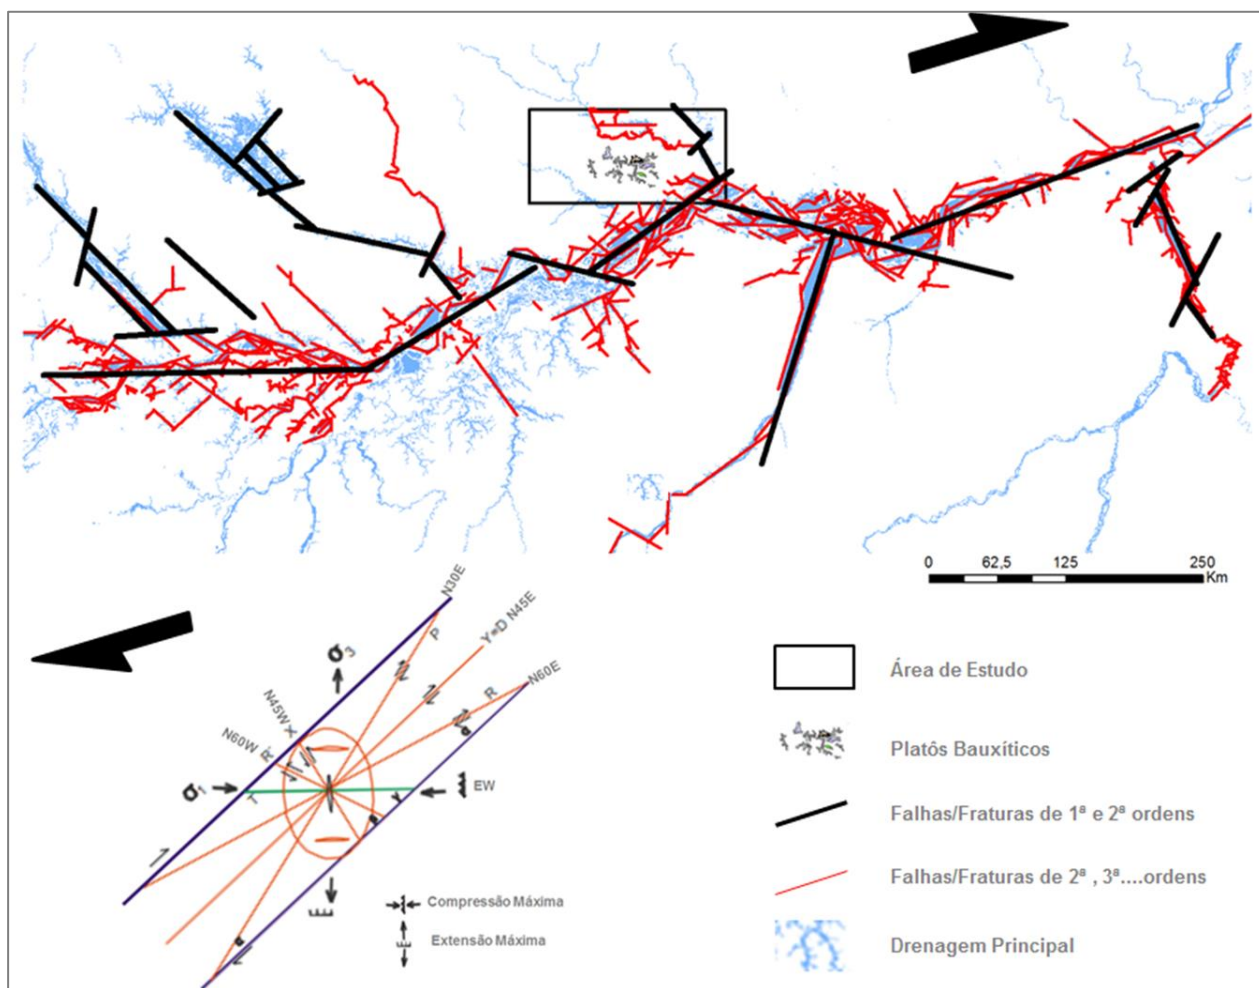 0 62,5 125 250
Km
N30E
P
Y=D N45E
R
N60E
σ3
N45W X
N60W R'
σ1
T
EW
Compressão Máxima
Extensão Máxima
Área de Estudo
Platôs Bauxíticos
Falhas/Fraturas de 1ª e 2ª ordens
Falhas/Fraturas de 2ª , 3ª....ordens
Drenagem Principal